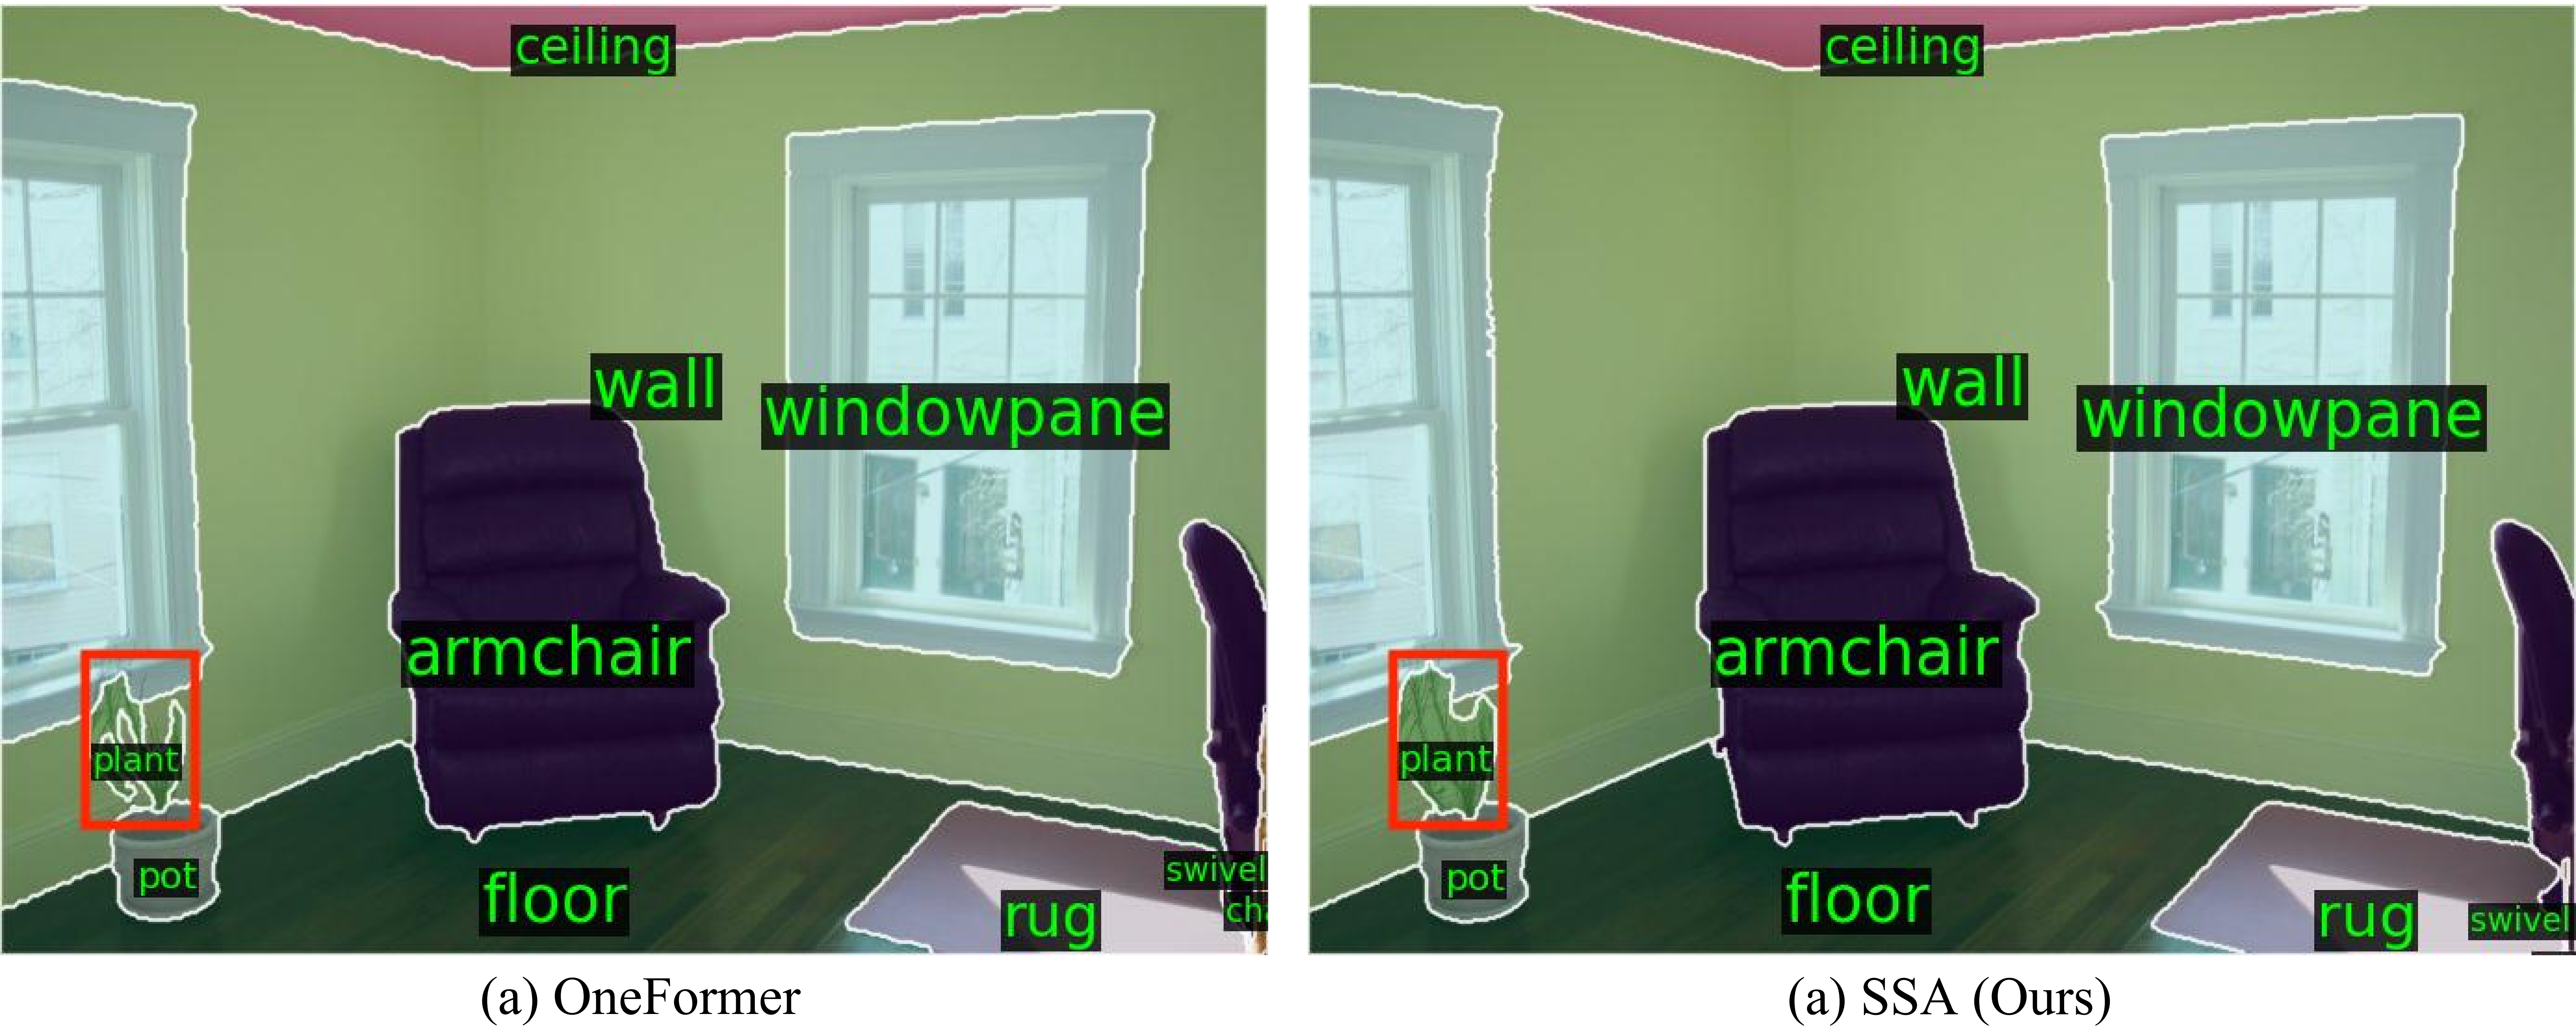 ceiling
wall
windowpane
armchair
plant
pot
floor
rug
swivel
cha
(a) OneFormer
ceiling
wall
windowpane
armchair
plant
pot
floor
rug
swivel
(a) SSA (Ours)